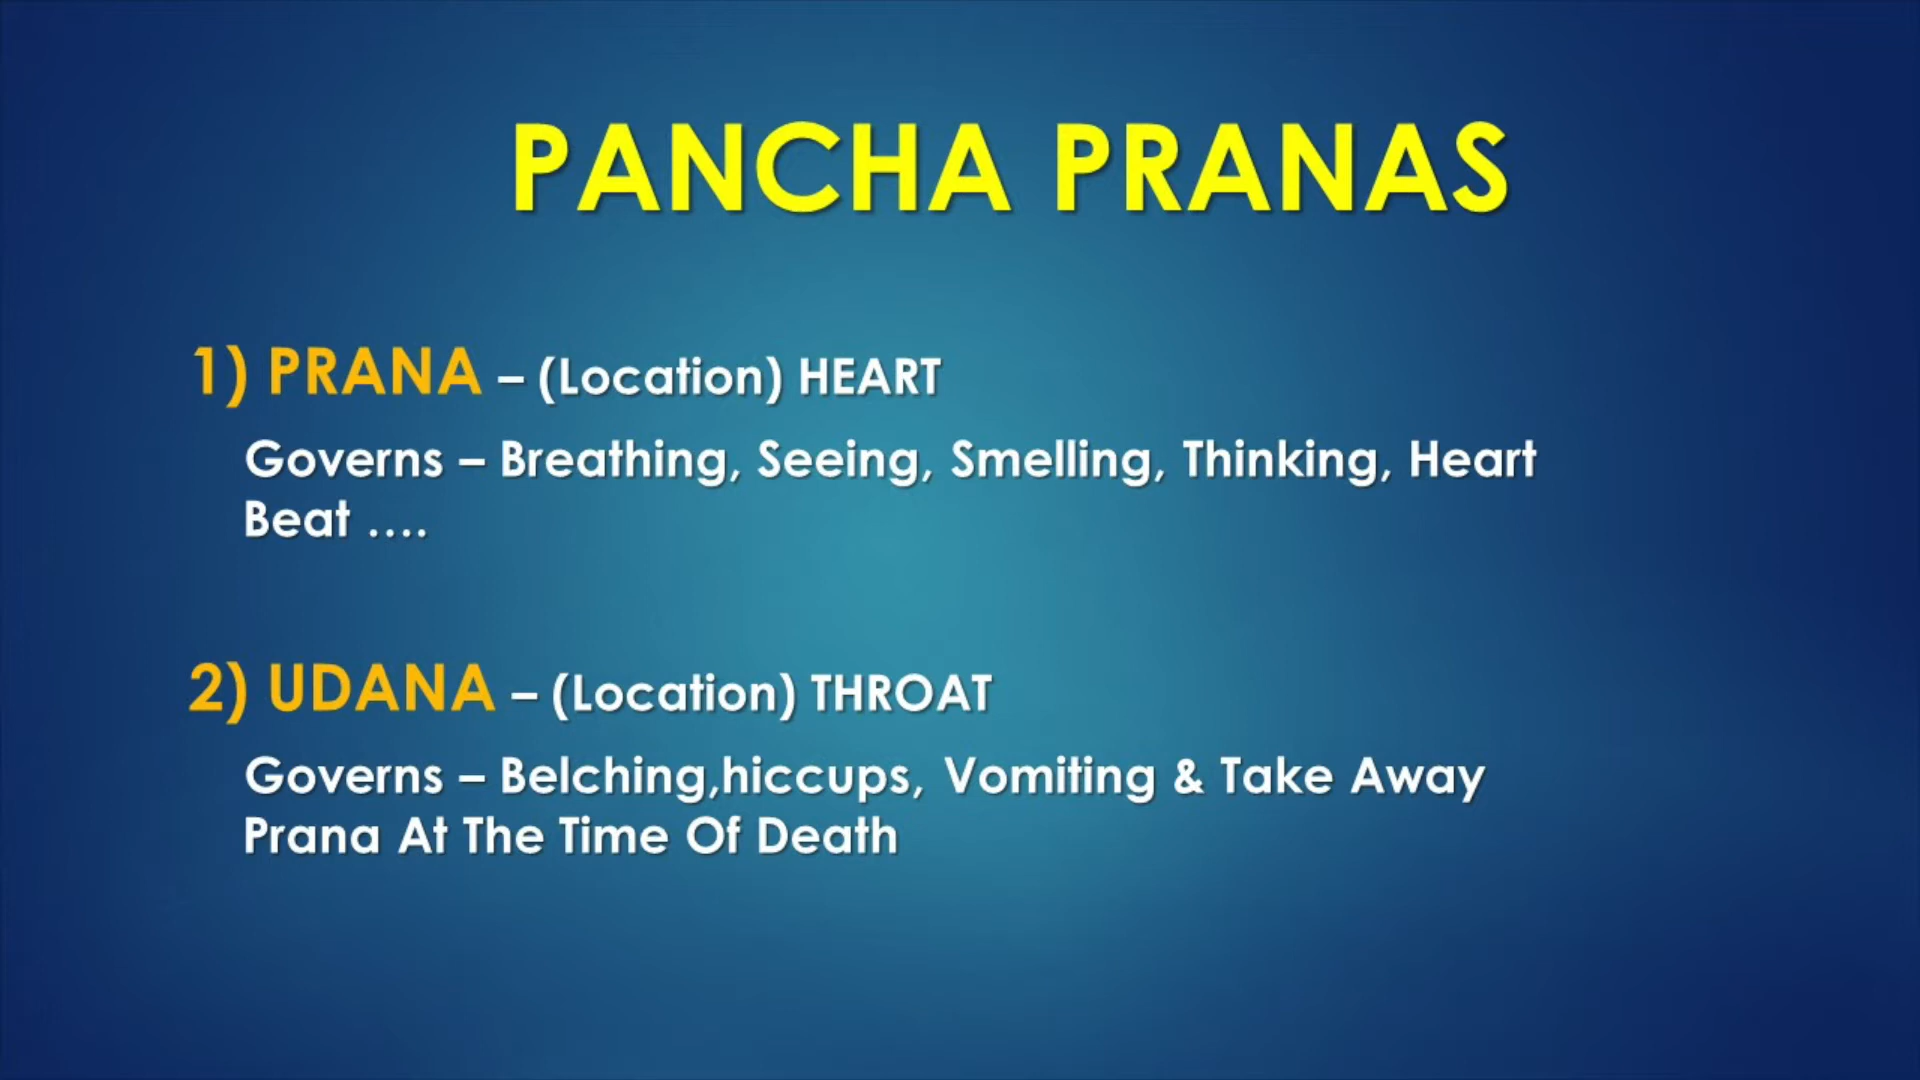 PANCHA PRANAS
1) PRANA – (Location) HEART
Governs – Breathing, Seeing, Smelling, Thinking, Heart
Beat ....
2) UDANA – (Location) THROAT
Governs – Belching,hiccups, Vomiting & Take Away
Prana At The Time Of Death